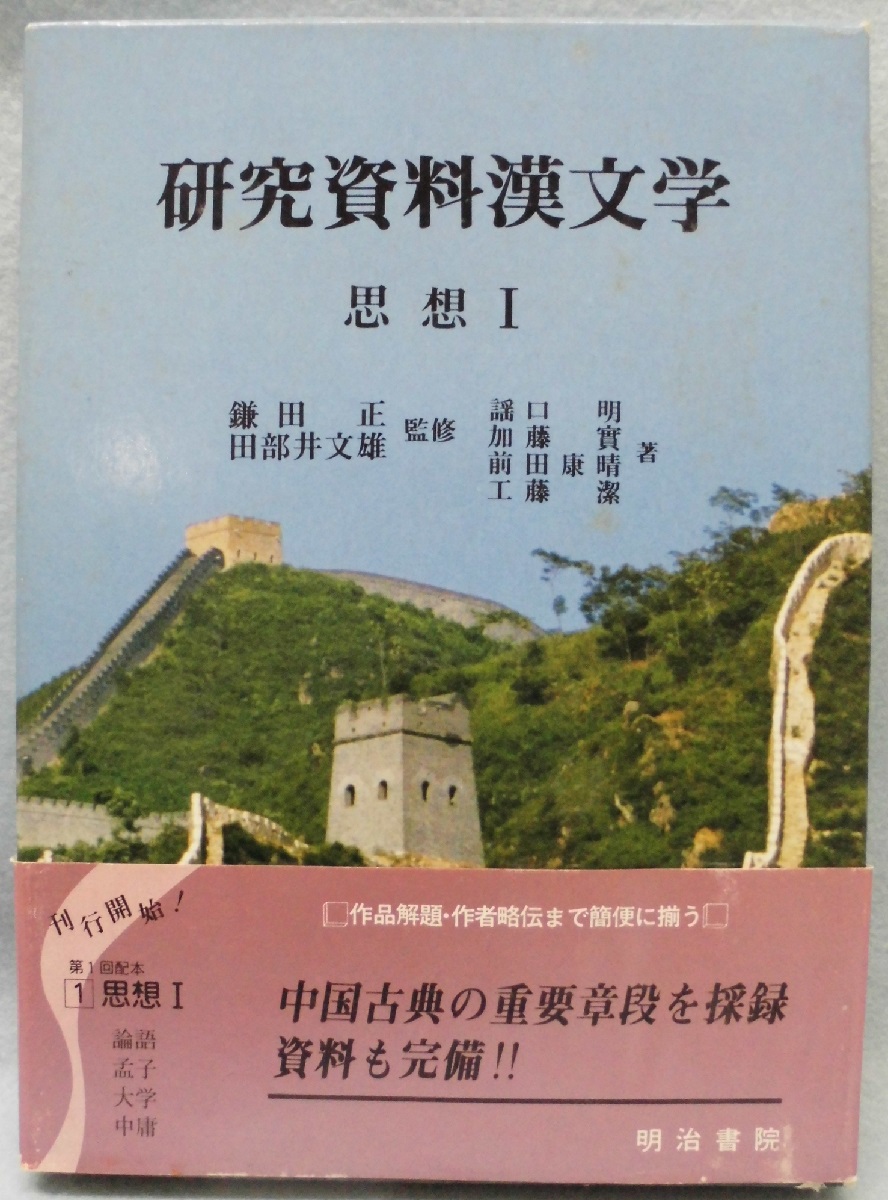 研究資料漢文学
思想Ⅰ
鎌田 正
田部井文雄
監修
謡口 明
加藤 實
前田康晴
工藤 潔
著
刊行開始!
第1回配本
1 思想Ⅰ
論語
孟子
大学
中庸
作品解題・作者略伝まで簡便に揃う
中国古典の重要章段を採録
資料も完備!!
明治書院